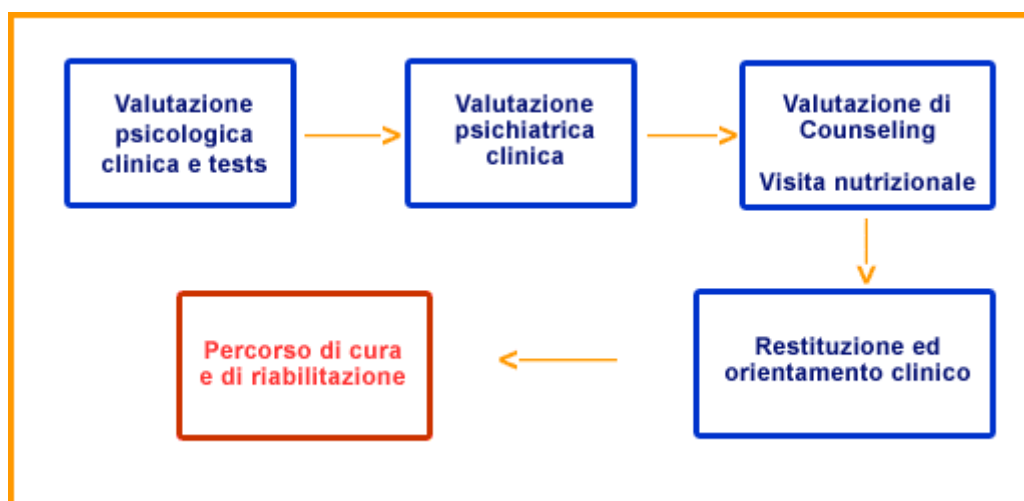 Valutazione
psicologica
clinica e tests
Valutazione
psichiatrica
clinica
Valutazione di
Counseling
Visita nutrizionale
Restituzione ed
orientamento clinico
Percorso di cura
e di riabilitazione